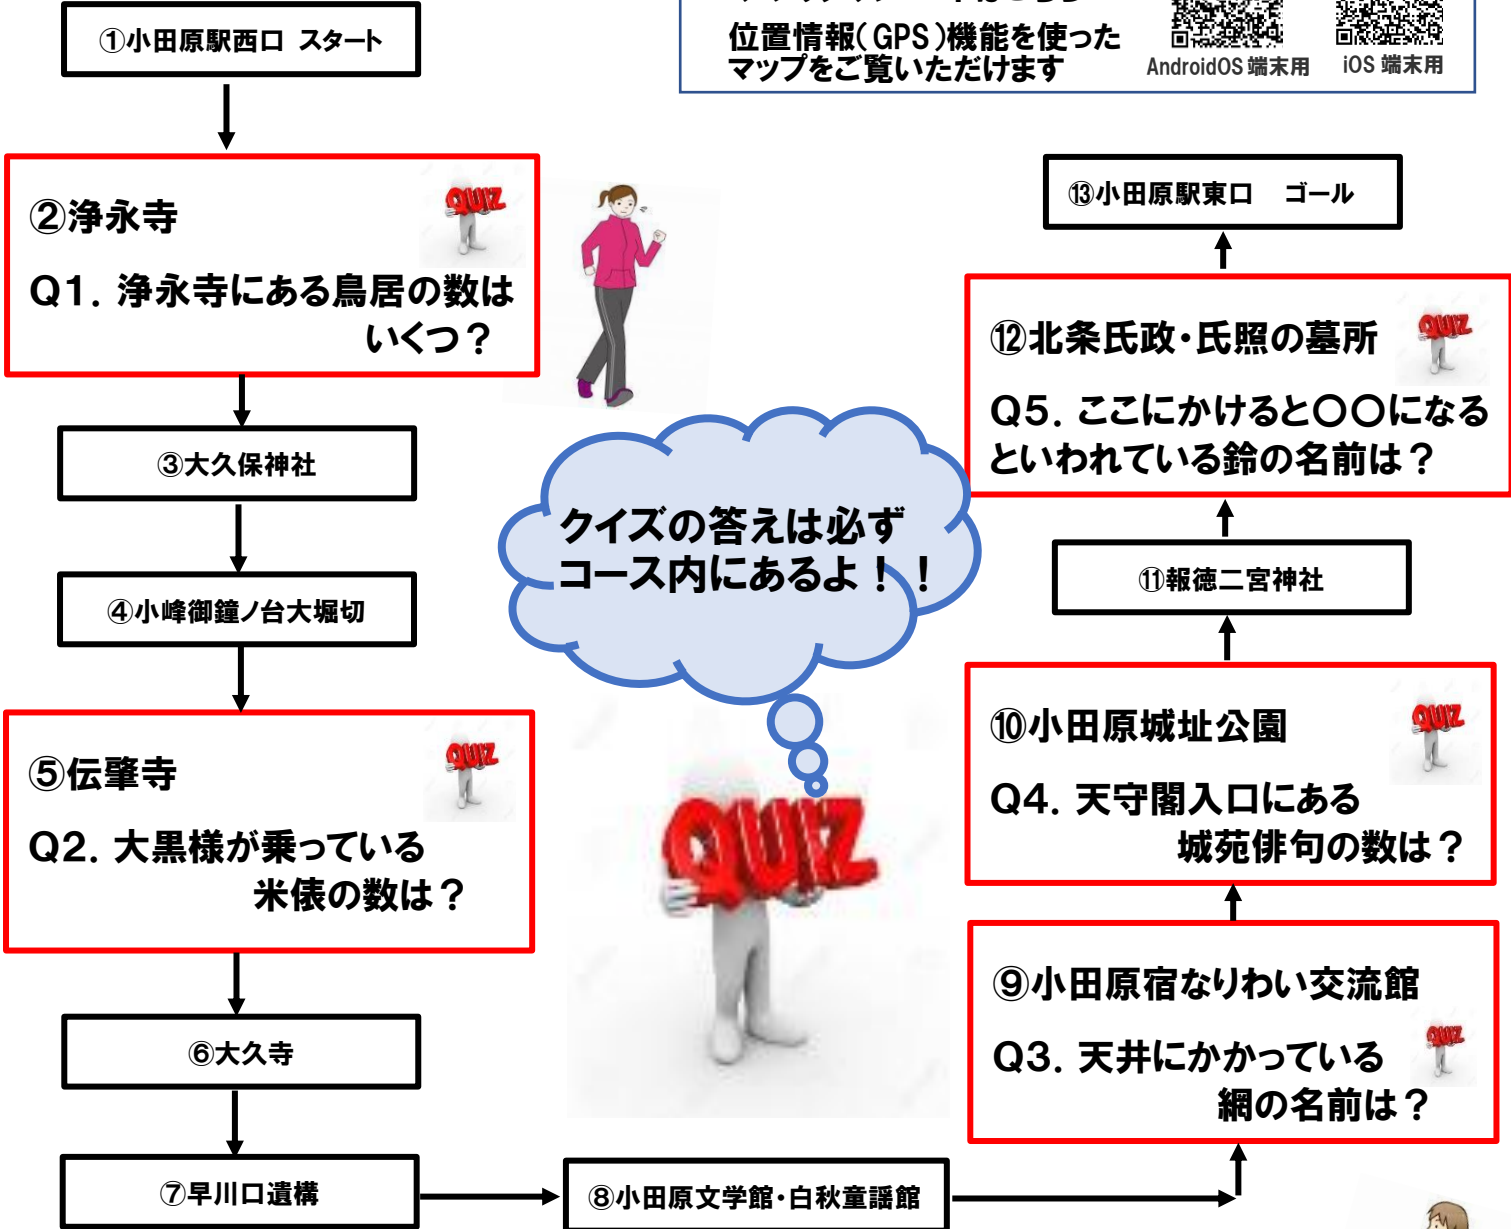 ①小田原駅西口 スタート
位置情報(GPS)機能を使った
マップをご覧いただけます
AndroidOS 端末用
iOS 端末用
②浄永寺
QUIZ
Q1．浄永寺にある鳥居の数は
いくつ？
③大久保神社
④小峰御鐘ノ台大堀切
⑤伝肇寺
QUIZ
Q2．大黒様が乗っている
米俵の数は？
⑥大久寺
⑦早川口遺構
⑧小田原文学館・白秋童謡館
クイズの答えは必ず
コース内にあるよ！！
QUIZ
⑨小田原宿なりわい交流館
Q3．天井にかかっている
QUIZ
網の名前は？
⑩小田原城址公園
QUIZ
Q4．天守閣入口にある
城苑俳句の数は？
⑪報徳二宮神社
⑫北条氏政・氏照の墓所
QUIZ
Q5．ここにかけると〇〇になる
といわれている鈴の名前は？
⑬小田原駅東口　ゴール